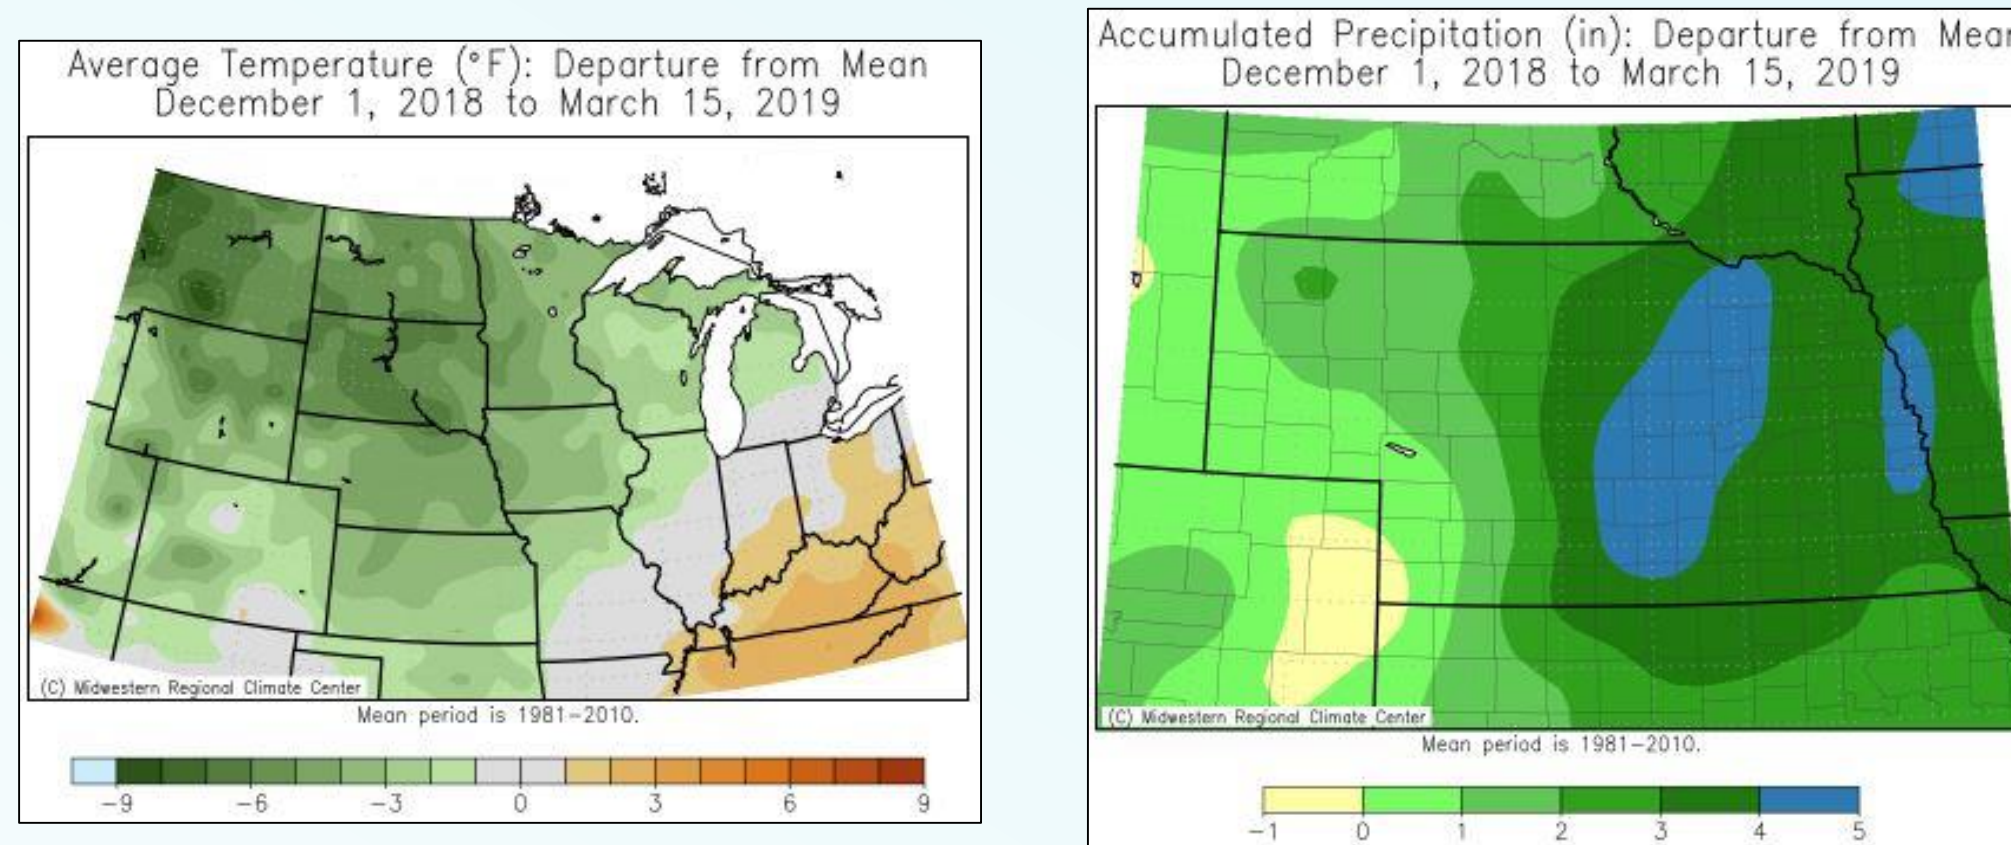 Average Temperature (°F): Departure from Mean
December 1, 2018 to March 15, 2019
(C) Midwestern Regional Climate Center
Mean period is 1981-2010.
-9 -6 -3 0 3 6 9
Accumulated Precipitation (in): Departure from Mean
December 1, 2018 to March 15, 2019
(C) Midwestern Regional Climate Center
Mean period is 1981-2010.
-1 0 1 2 3 4 5